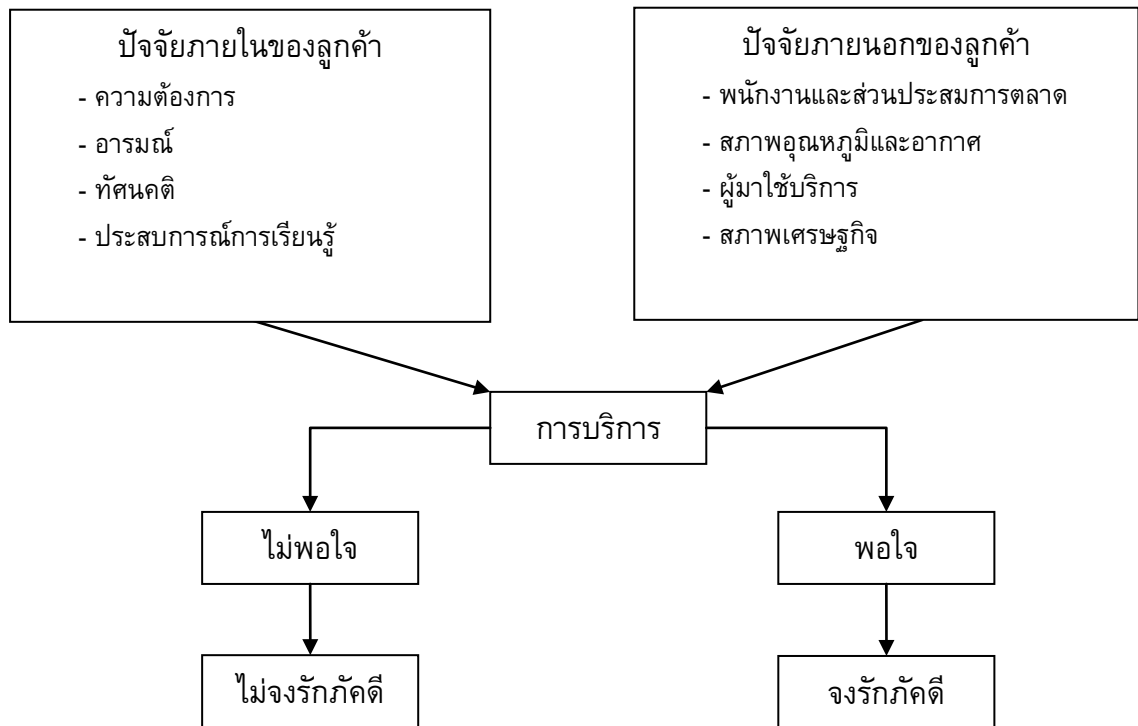 ปัจจัยภายในของลูกค้า
- ความต้องการ
- อารมณ์
- ทัศนคติ
- ประสบการณ์การเรียนรู้
ปัจจัยภายนอกของลูกค้า
- พนักงานและส่วนประสมการตลาด
- สภาพอุณหภูมิและอากาศ
- ผู้มาใช้บริการ
- สภาพเศรษฐกิจ
การบริการ
ไม่พอใจ
พอใจ
ไม่จงรักภัคดี
จงรักภัคดี